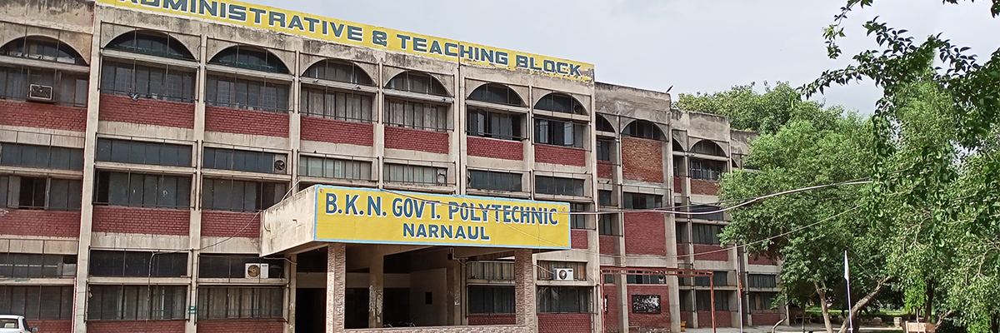 ADMINISTRATIVE & TEACHING BLOCK
B.K.N. GOVT. POLYTECHNIC
NARNAUL